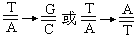 T/A → G/C 或 T/A → A/T